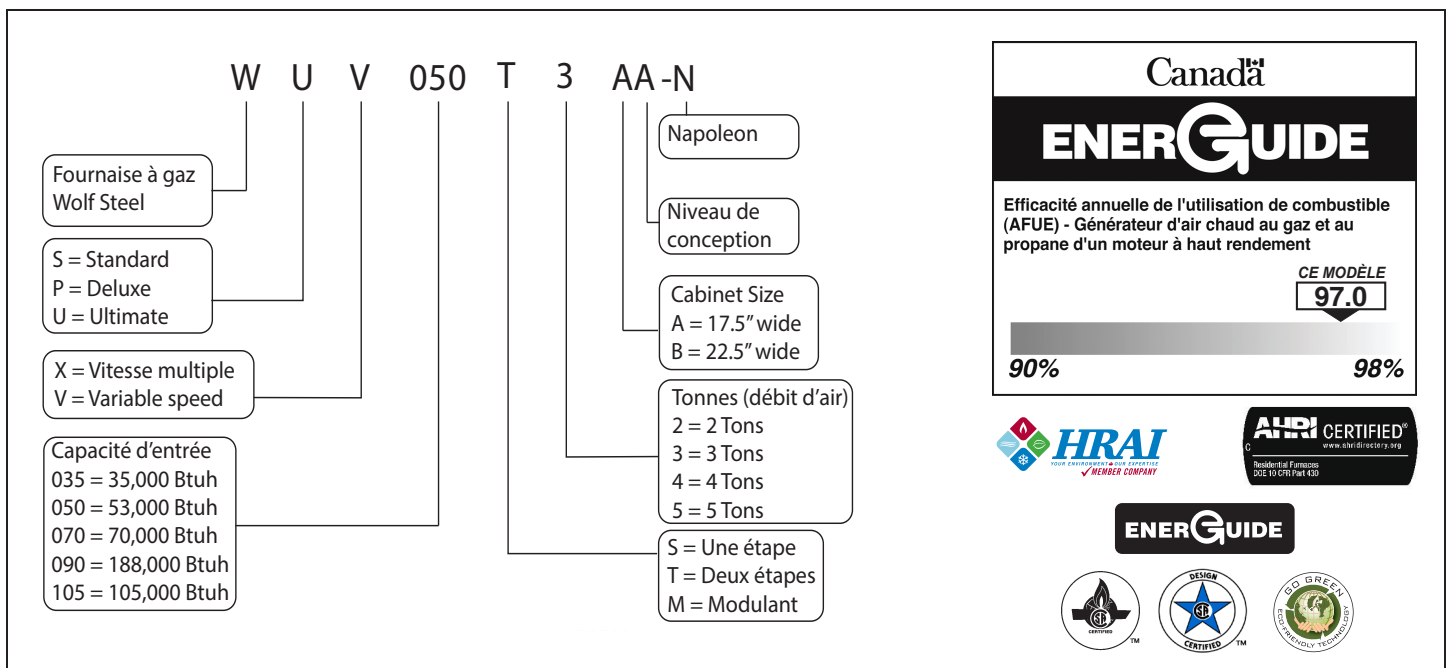 W U V 050 T 3 AA -N
Fournaise à gaz
Wolf Steel
S = Standard
P = Deluxe
U = Ultimate
X = Vitesse multiple
V = Variable speed
Capacité d'entrée
035 = 35,000 Btuh
050 = 53,000 Btuh
070 = 70,000 Btuh
090 = 188,000 Btuh
105 = 105,000 Btuh
Napoleon
Niveau de
conception
Cabinet Size
A = 17.5" wide
B = 22.5" wide
Tonnes (débit d'air)
2 = 2 Tons
3 = 3 Tons
4 = 4 Tons
5 = 5 Tons
S = Une étape
T = Deux étapes
M = Modulant
Canada
ENERGUIDE
Efficacité annuelle de l'utilisation de combustible
(AFUE) - Générateur d'air chaud au gaz et au
propane d'un moteur à haut rendement
CE MODÈLE
97.0
90% 98%
HRAI
YOUR ENVIRONMENT OUR EXPERTISE
MEMBER COMPANY
C
AHRI CERTIFIED®
www.ahridirectory.org
Residential Furnaces
DOE 10 CFR Part 430
ENERGUIDE
CERTIFIED
TM
DESIGN
SA
CERTIFIED
TM
GO GREEN
ECO-FRIENDLY TECHNOLOGY